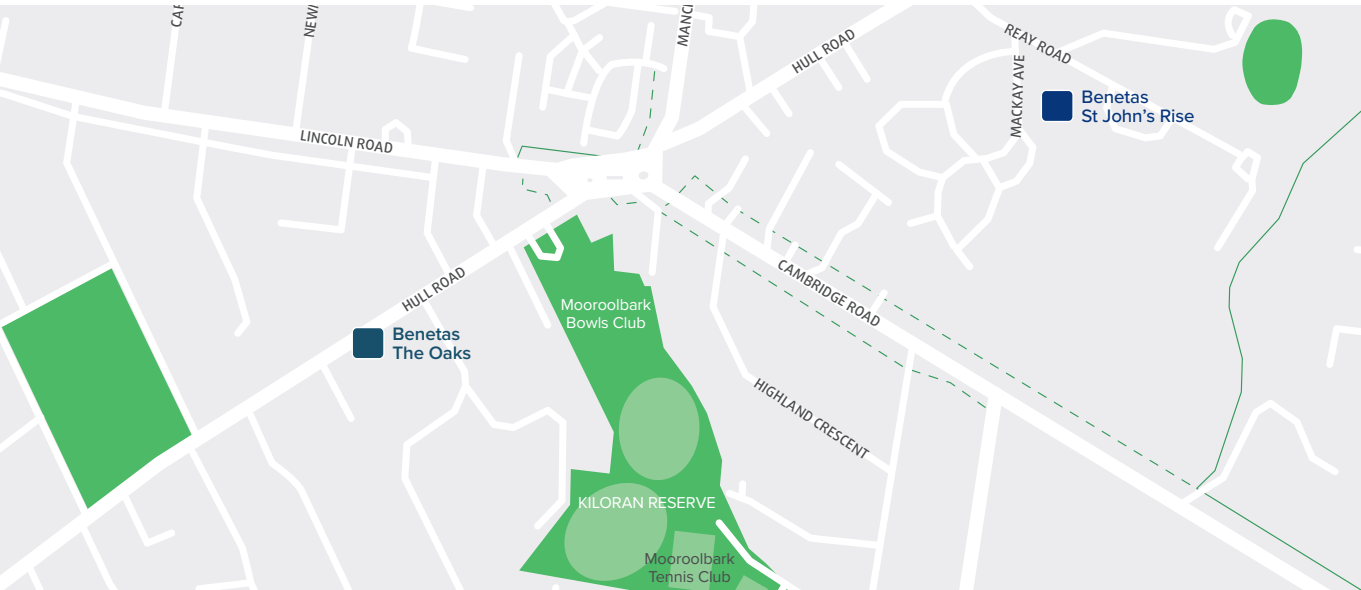 HULL ROAD
REAY ROAD
MACKAY AVE
Benetas
St John's Rise
LINCOLN ROAD
HULL ROAD
CAMBRIDGE ROAD
Mooroolbark
Bowls Club
Benetas
The Oaks
HIGHLAND CRESCENT
KILORAN RESERVE
Mooroolbark
Tennis Club